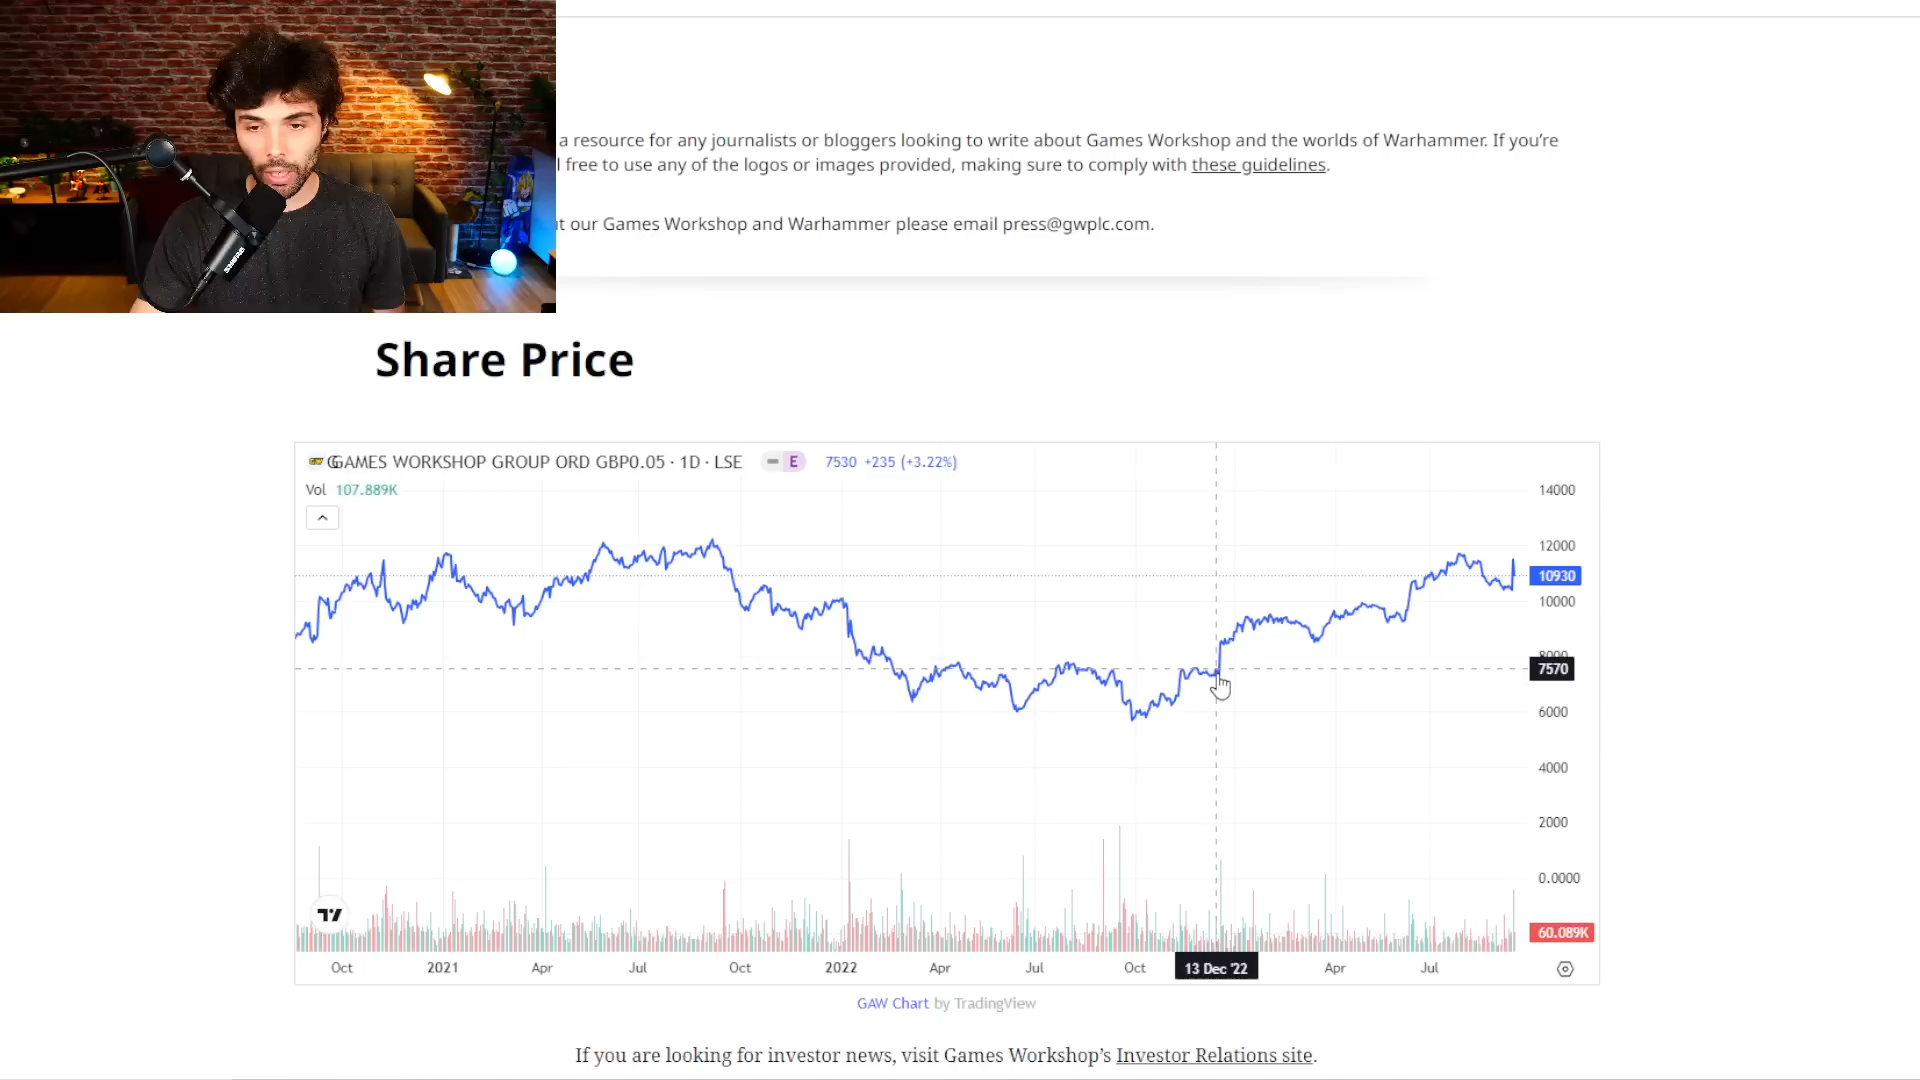 a resource for any journalists or bloggers looking to write about Games Workshop and the worlds of Warhammer. If you're
free to use any of the logos or images provided, making sure to comply with these guidelines.
our Games Workshop and Warhammer please email press@gwplc.com.
Share Price
GAMES WORKSHOP GROUP ORD GBP0.05 · 1D · LSE E 7530 +235 (+3.22%)
Vol 107.889K
14000
12000
10930
10000
8000
7570
6000
4000
2000
0.0000
60.089K
Oct 2021 Apr Jul Oct 2022 Apr Jul Oct 13 Dec '22 Apr Jul
GAW Chart by TradingView
If you are looking for investor news, visit Games Workshop's Investor Relations site.